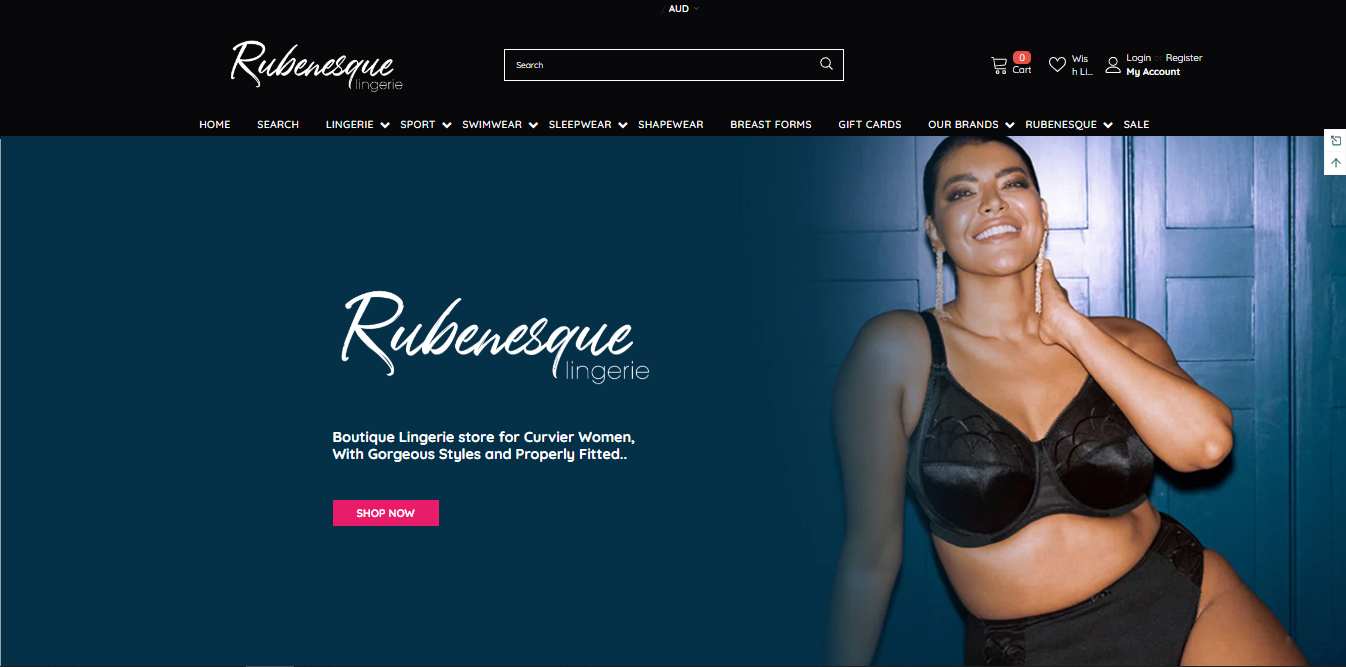 AUD
Rubenesque
lingerie
Search
0
Cart
Wis
h Li...
Login or Register
My Account
HOME SEARCH LINGERIE SPORT SWIMWEAR SLEEPWEAR SHAPEWEAR BREAST FORMS GIFT CARDS OUR BRANDS RUBENESQUE SALE
Rubenesque
lingerie
Boutique Lingerie store for Curvier Women,
With Gorgeous Styles and Properly Fitted..
SHOP NOW